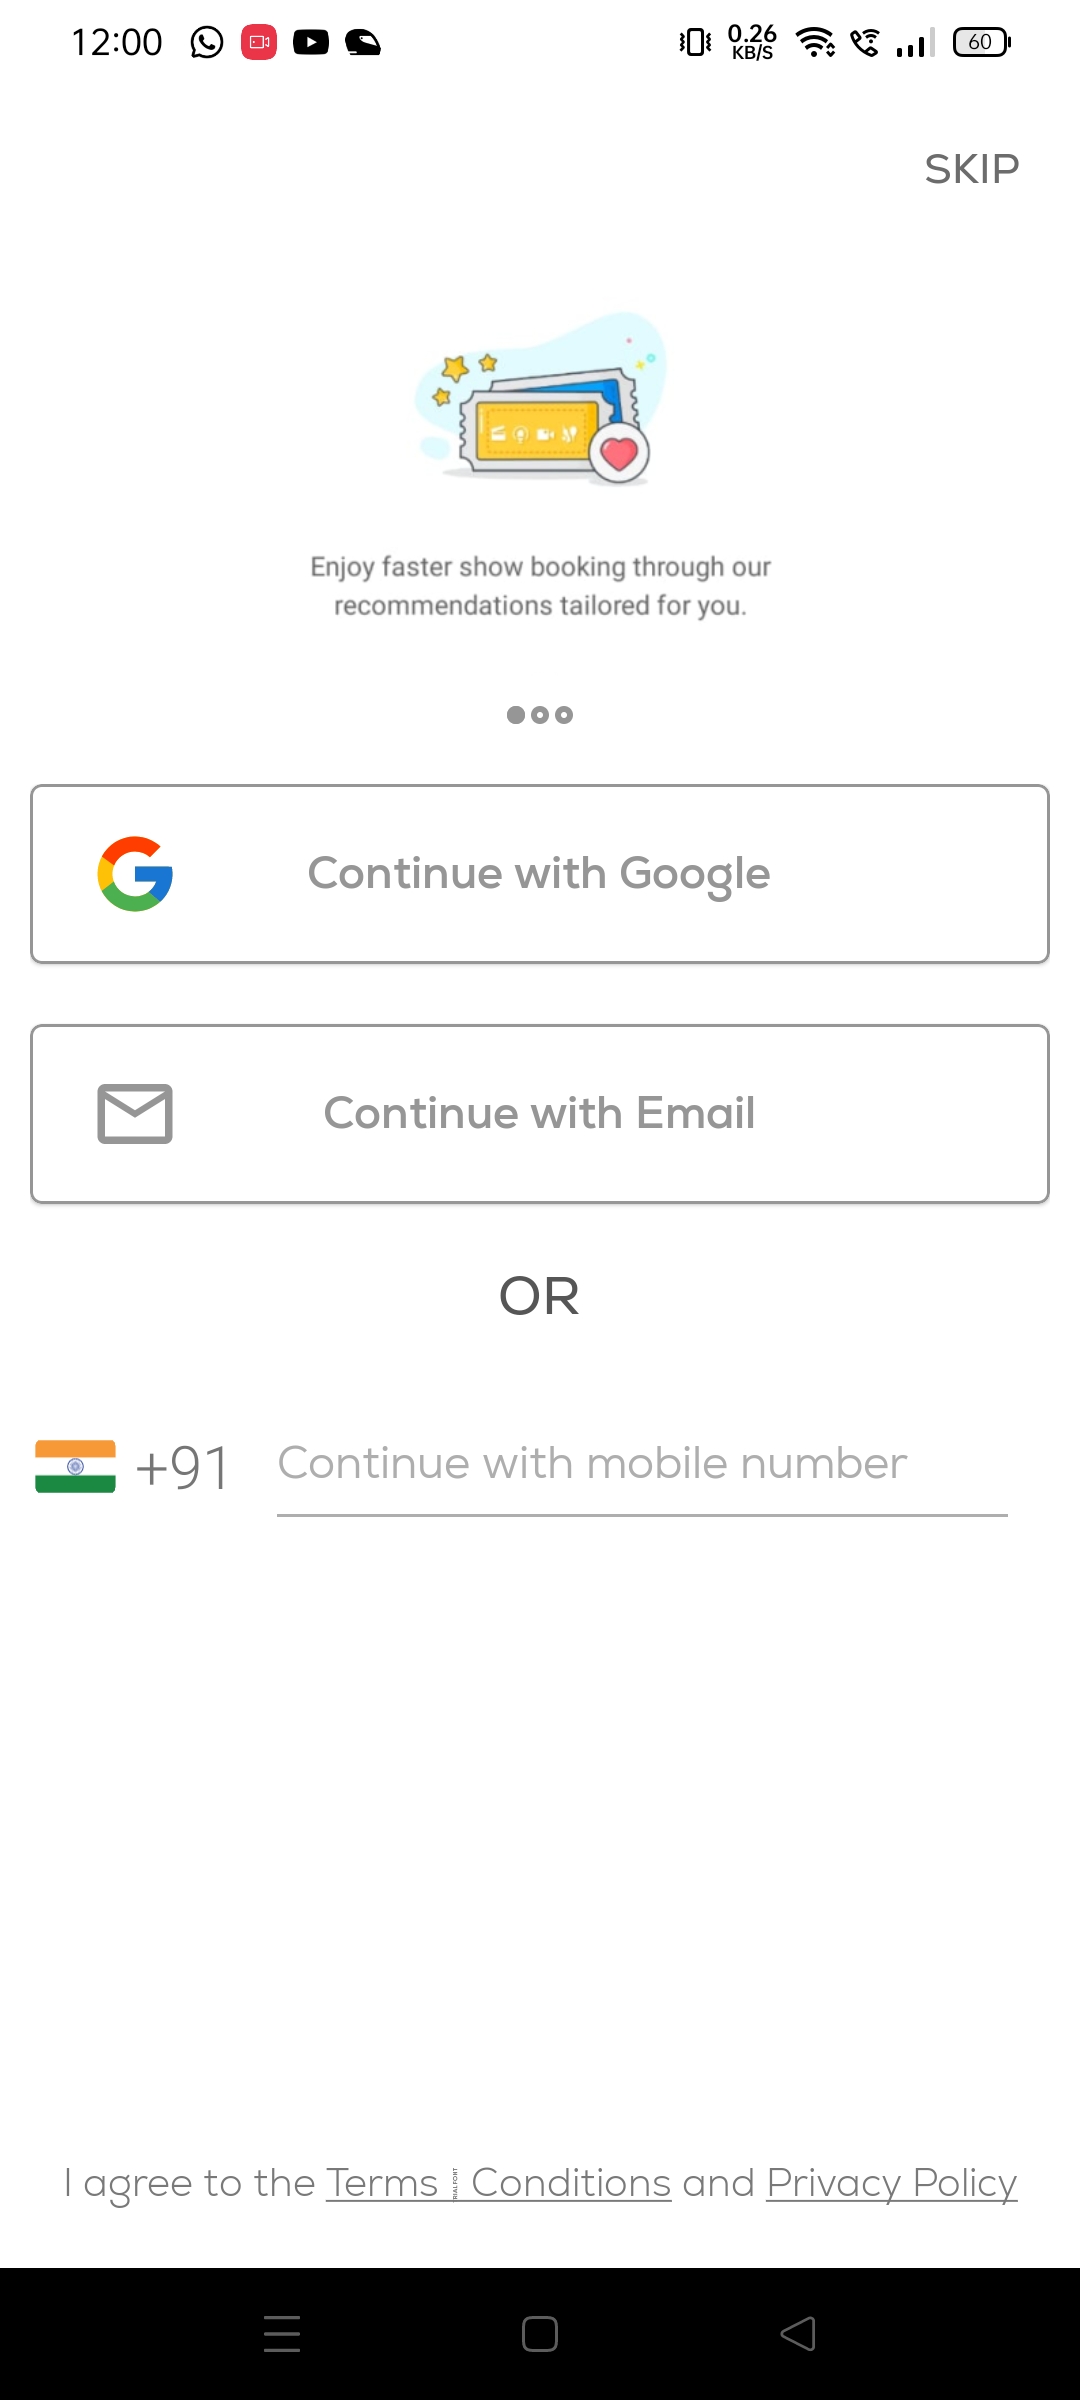 12:00
0.26
KB/S
60
SKIP
Enjoy faster show booking through our
recommendations tailored for you.
Continue with Google
Continue with Email
OR
+91 Continue with mobile number
I agree to the Terms Conditions and Privacy Policy